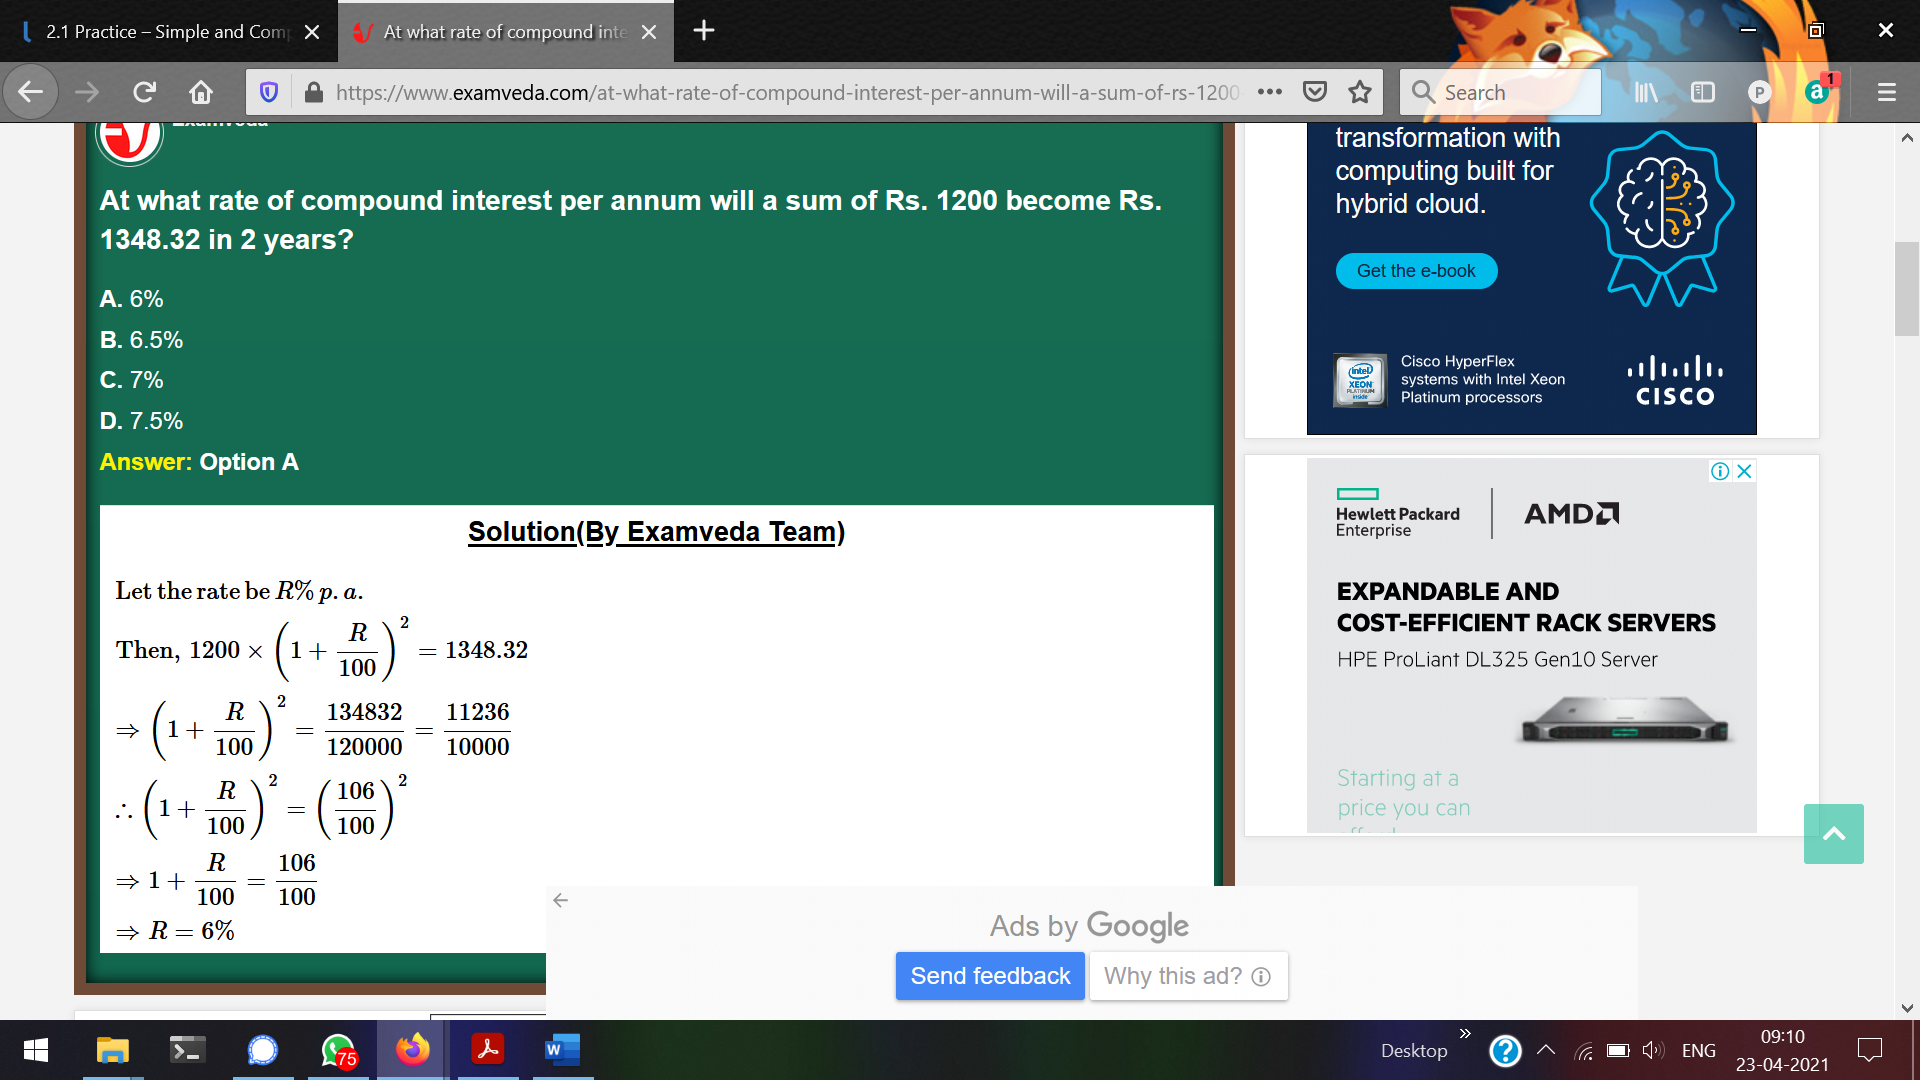 2.1 Practice – Simple and Com
At what rate of compound inte
https://www.examveda.com/at-what-rate-of-compound-interest-per-annum-will-a-sum-of-rs-1200
Search
P
a
1
Examveda
At what rate of compound interest per annum will a sum of Rs. 1200 become Rs.
1348.32 in 2 years?
A. 6%
B. 6.5%
C. 7%
D. 7.5%
Answer: Option A
Solution(By Examveda Team)
Let the rate be R% p. a.
Then, 1200 × (1 + R/100)² = 1348.32
⇒ (1 + R/100)² = 134832/120000 = 11236/10000
∴ (1 + R/100)² = (106/100)²
⇒ 1 + R/100 = 106/100
⇒ R = 6%
transformation with
computing built for
hybrid cloud.
Get the e-book
intel
XEON
PLATINUM
inside
Cisco HyperFlex
systems with Intel Xeon
Platinum processors
CISCO
Hewlett Packard
Enterprise
AMD
EXPANDABLE AND
COST-EFFICIENT RACK SERVERS
HPE ProLiant DL325 Gen10 Server
Starting at a
price you can
Ads by Google
Send feedback
Why this ad?
75
W
Desktop
ENG
09:10
23-04-2021